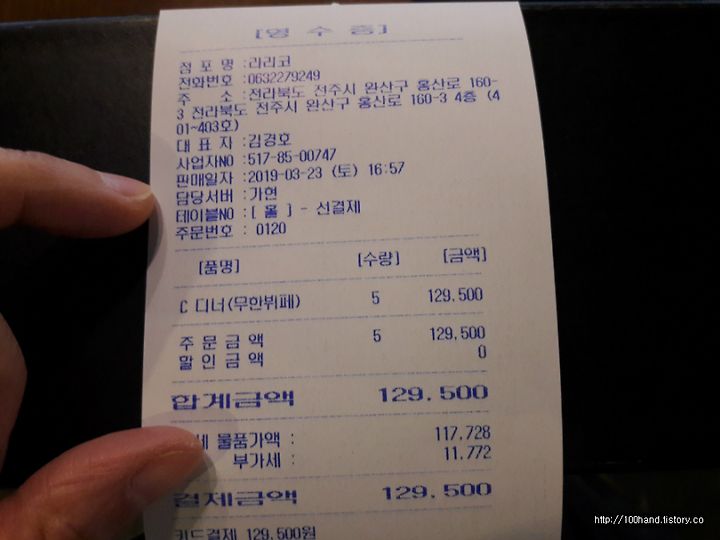 [영 수 증]
점 포 명 :라리코
전화번호 :0632279249
주 소 :전라북도 전주시 완산구 홍산로 160-
3 전라북도 전주시 완산구 홍산로 160-3 4층 (4
01~403호)
대 표 자 :김경호
사업자NO :517-85-00747
판매일자 :2019-03-23 (토) 16:57
담당서버 :가현
테이블NO :[ 홀 ] - 선결제
주문번호 : 0120
[품명] [수량] [금액]
C 디너(무한뷔페) 5 129.500
주 문 금 액 5 129.500
할 인 금 액 0
합계금액 129.500
세 물품가액 : 117.728
부가세 : 11.772
결제금액 129.500
카드결제 129.500원
http://100hand.tistory.co